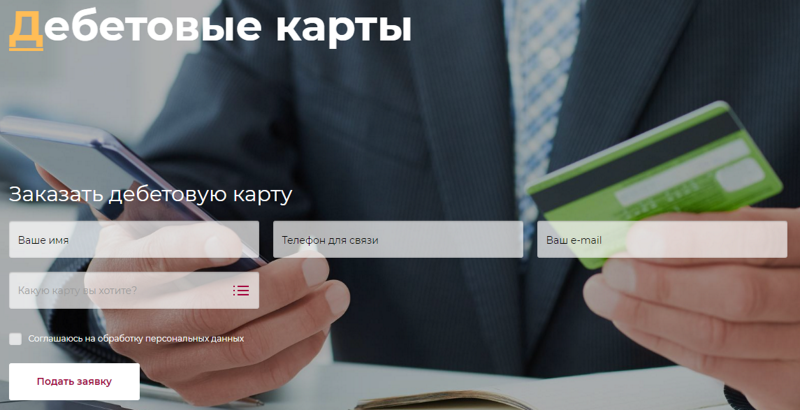 Дебетовые карты
Заказать дебетовую карту
Ваше имя
Телефон для связи
Ваш e-mail
Какую карту вы хотите?
Соглашаюсь на обработку персональных данных
Подать заявку